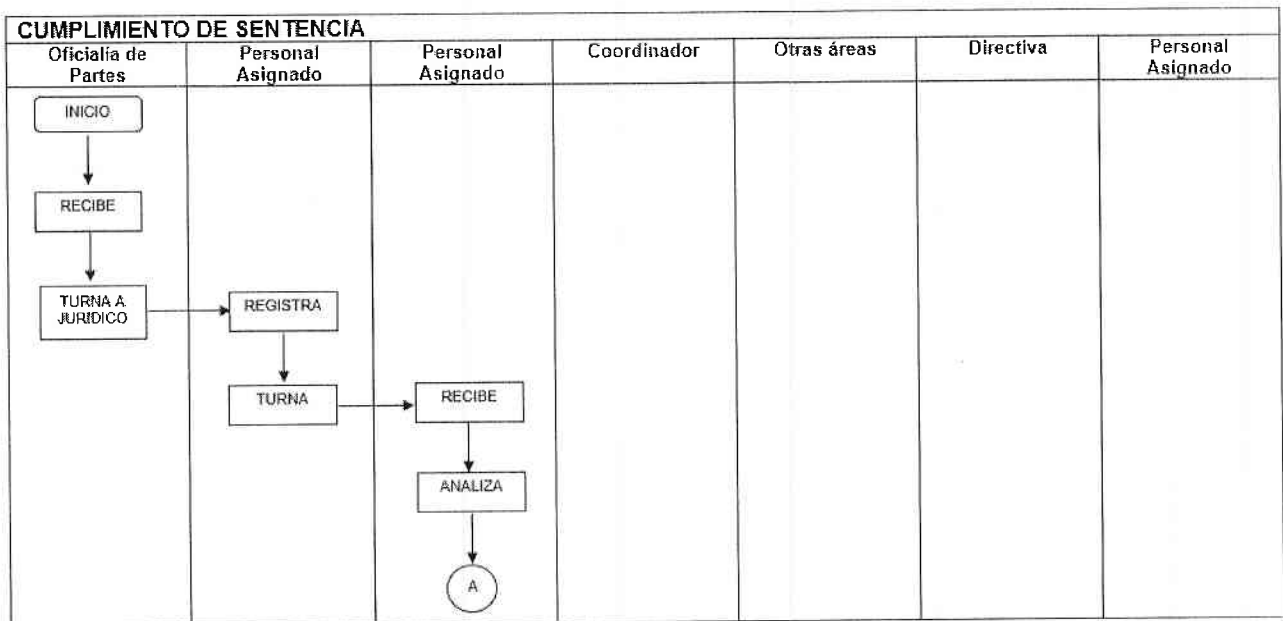 CUMPLIMIENTO DE SENTENCIA
Oficialía de
Partes
Personal
Asignado
Personal
Asignado
Coordinador
Otras áreas
Directiva
Personal
Asignado
INICIO
RECIBE
TURNA A
JURIDICO
REGISTRA
TURNA
RECIBE
ANALIZA
A